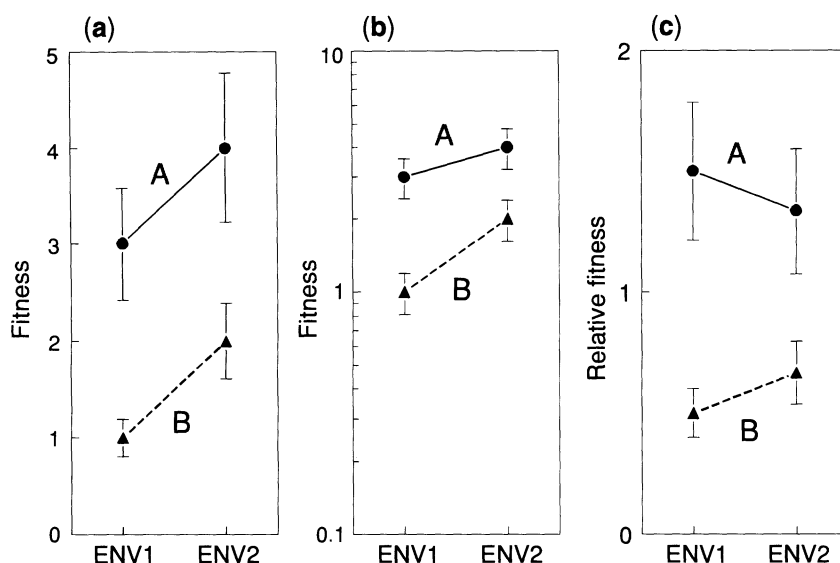 (a)
5
4
3
2
1
0
Fitness
A
B
ENV1 ENV2
(b)
10
1
0.1
Fitness
A
B
ENV1 ENV2
(c)
2
1
0
Relative fitness
A
B
ENV1 ENV2